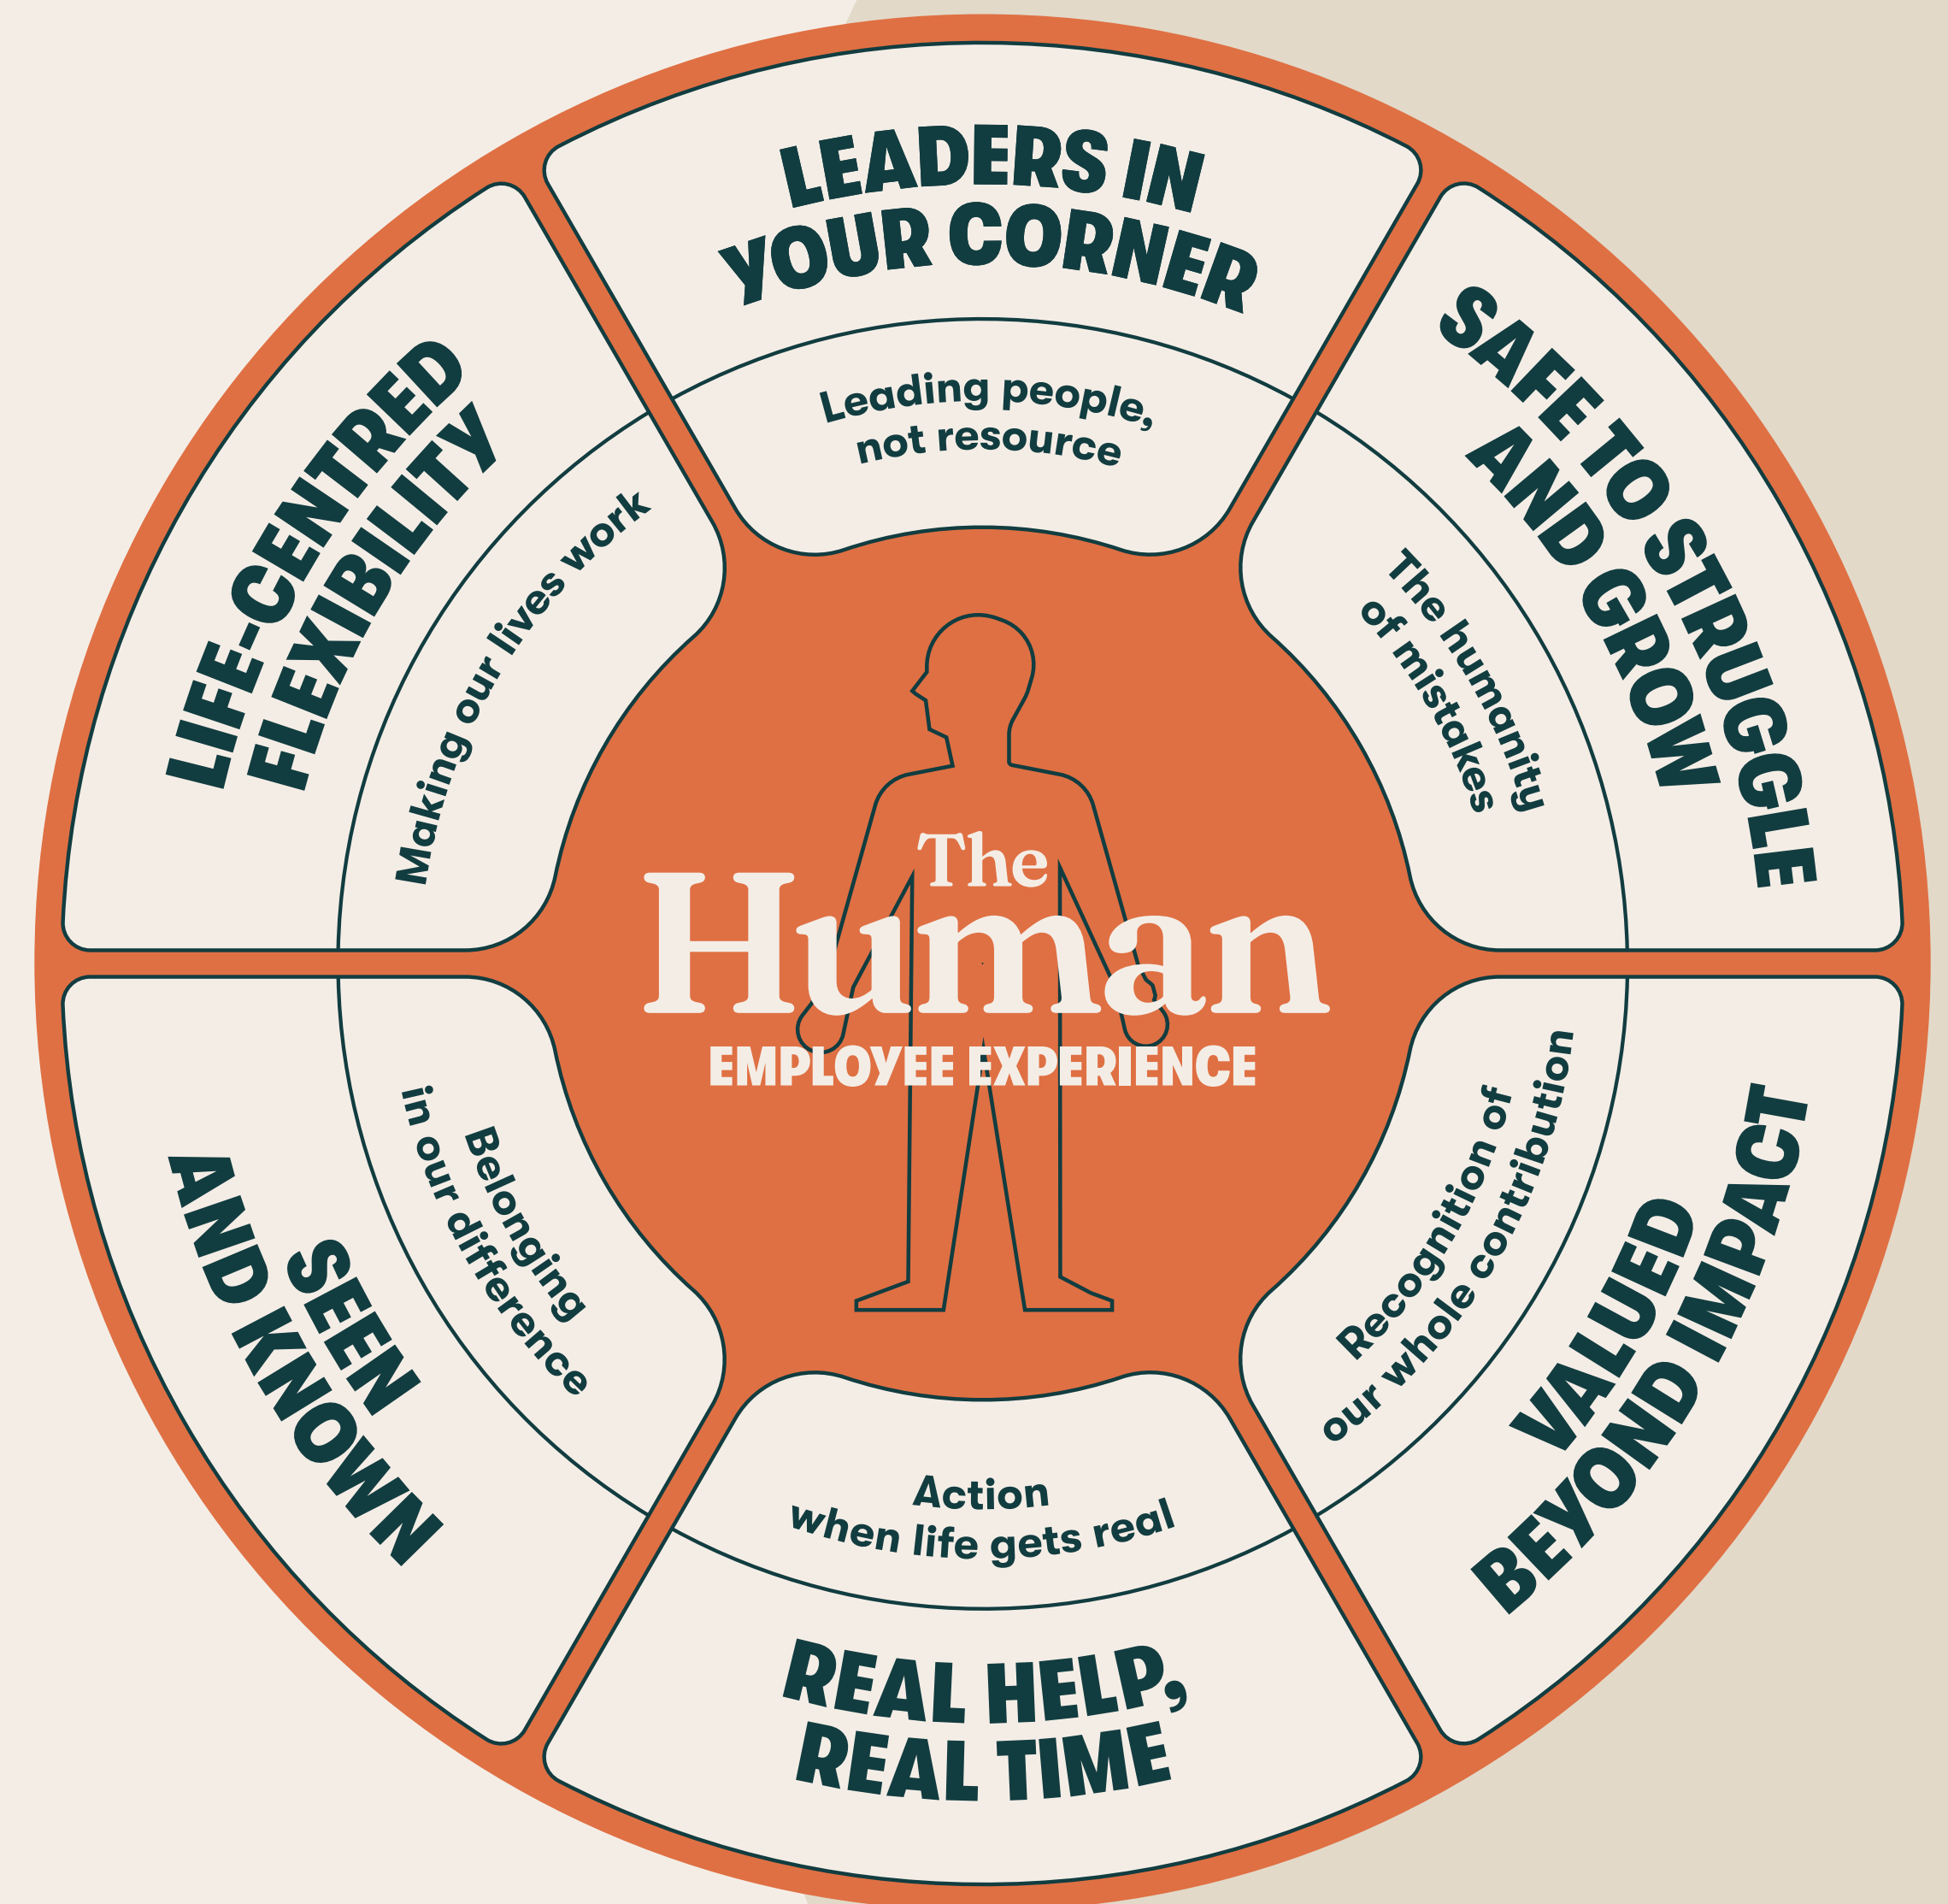 LEADERS IN
YOUR CORNER
Leading people,
not resource
SAFE TO STRUGGLE
AND GROW
The humanity
of mistakes
VALUED
BEYOND IMPACT
Recognition of
our whole contribution
REAL HELP,
REAL TIME
Action
when life gets real
SEEN
AND KNOWN
Belonging
in our difference
LIFE-CENTRED
FLEXIBILITY
Making our lives work
The
Human
EMPLOYEE EXPERIENCE